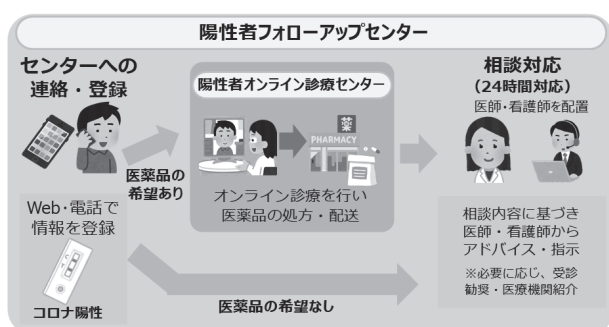 陽性者フォローアップセンター
センターへの
連絡・登録
医薬品の
希望あり
Web・電話で
情報を登録
コロナ陽性
陽性者オンライン診療センター
薬
PHARMACY
オンライン診療を行い
医薬品の処方・配送
医薬品の希望なし
相談対応
(24時間対応)
医師・看護師を配置
相談内容に基づき
医師・看護師から
アドバイス・指示
※必要に応じ、受診
勧奨・医療機関紹介